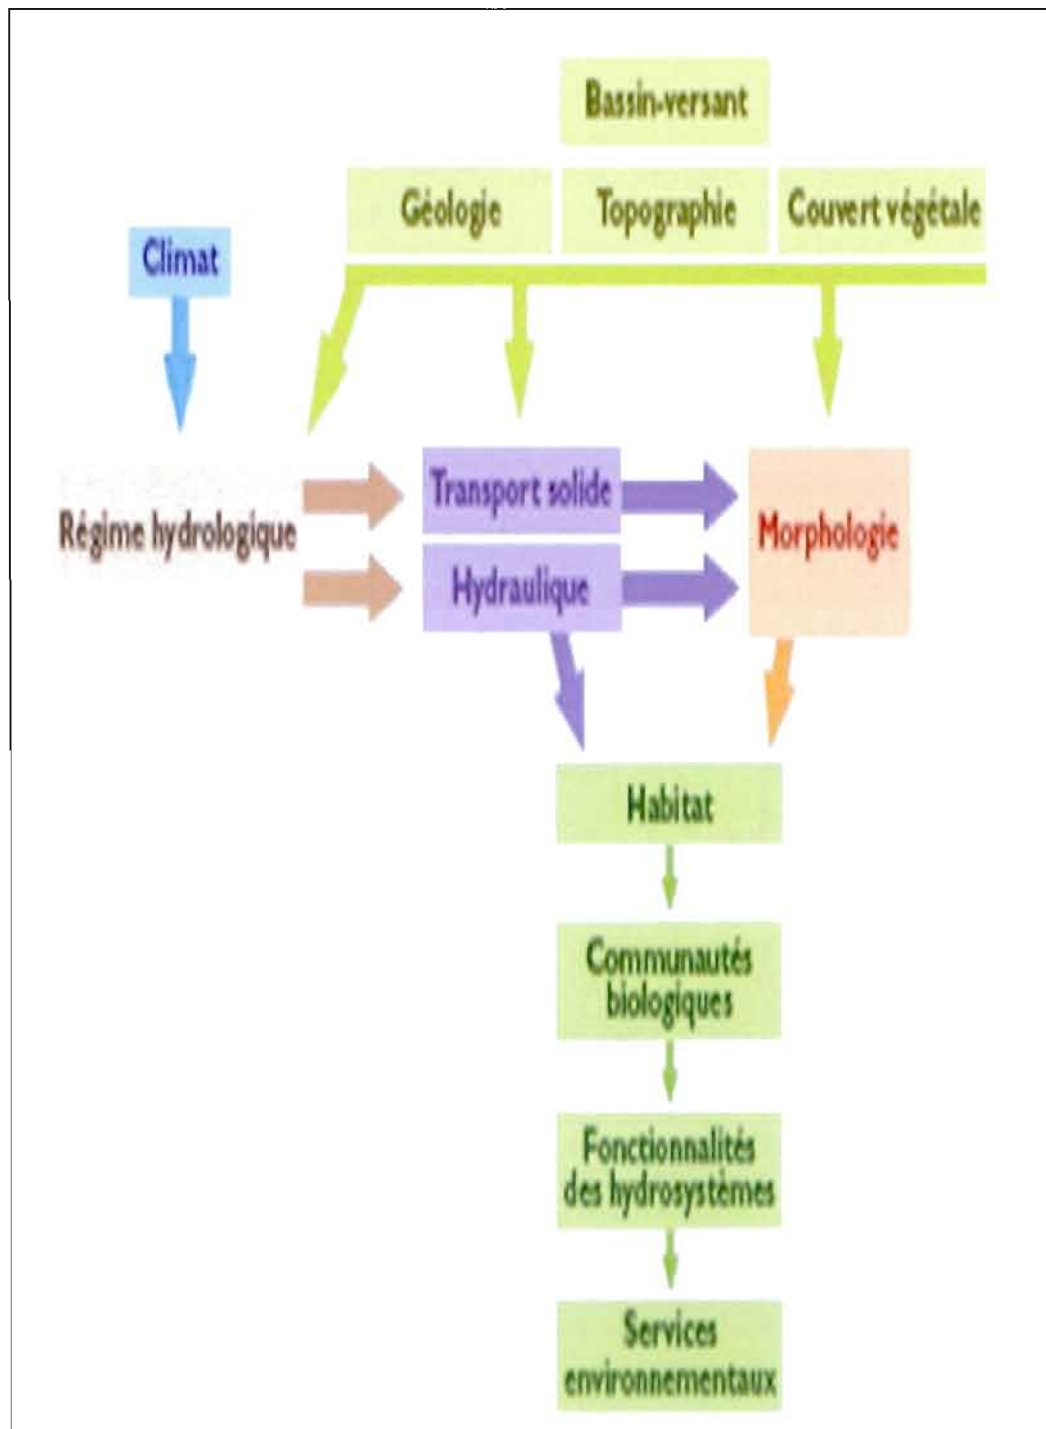 Bassin-versant
Géologie
Topographie
Couvert végétale
Climat
Régime hydrologique
Transport solide
Hydraulique
Morphologie
Habitat
Communautés
biologiques
Fonctionnalités
des hydrosystèmes
Services
environnementaux